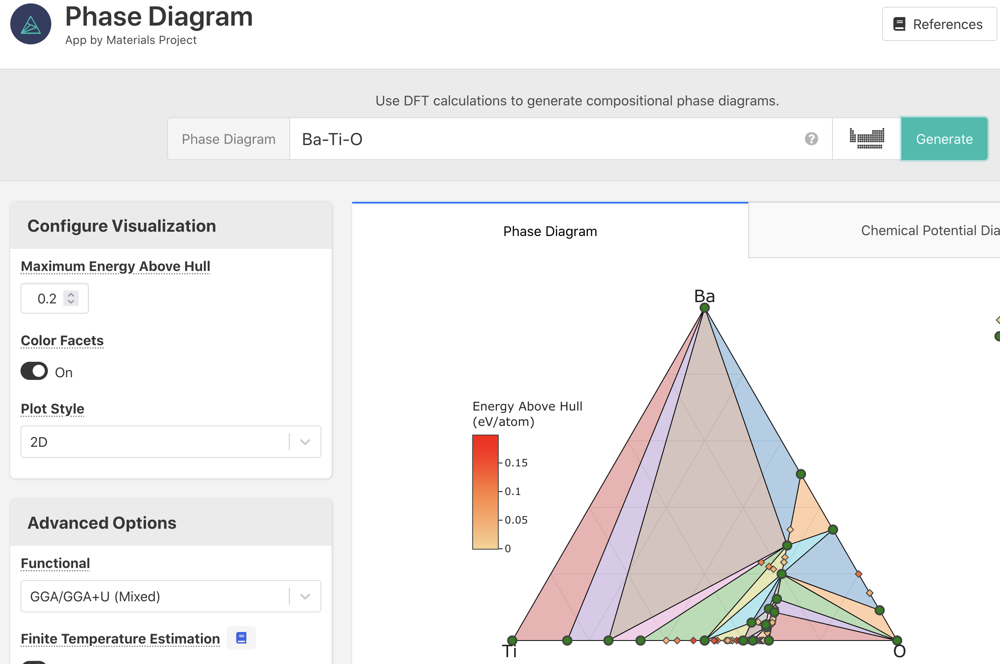 Phase Diagram
App by Materials Project
References
Use DFT calculations to generate compositional phase diagrams.
Phase Diagram
Ba-Ti-O
Generate
Configure Visualization
Maximum Energy Above Hull
0.2
Color Facets
On
Plot Style
2D
Advanced Options
Functional
GGA/GGA+U (Mixed)
Finite Temperature Estimation
Phase Diagram
Chemical Potential Dia
Ba
Energy Above Hull
(eV/atom)
0.15
0.1
0.05
0
Ti
O